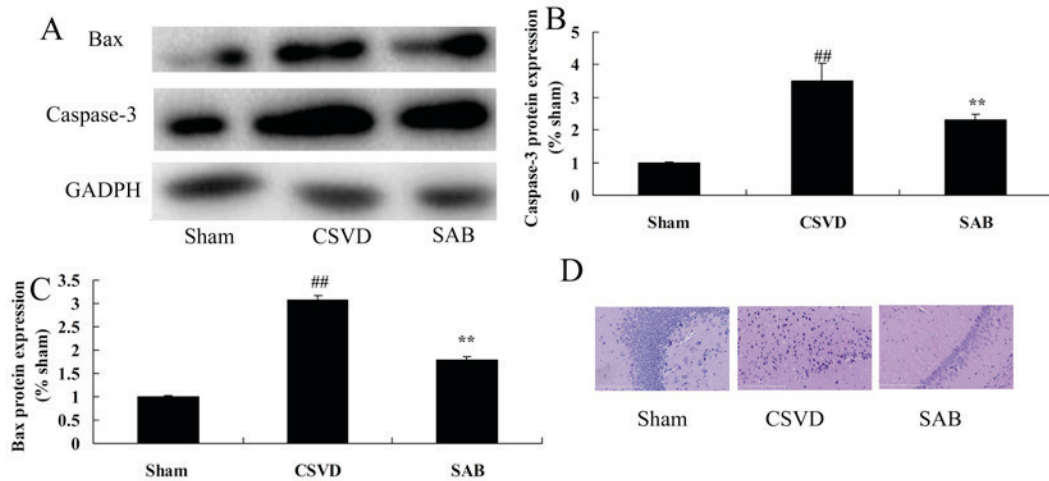 A
Bax
Caspase-3
GADPH
Sham CSVD SAB
B
Caspase-3 protein expression
(% sham)
5
4
3
2
1
0
##
**
Sham CSVD SAB
C
Bax protein expression
(% sham)
3.5
3
2.5
2
1.5
1
0.5
0
##
**
Sham CSVD SAB
D
Sham CSVD SAB